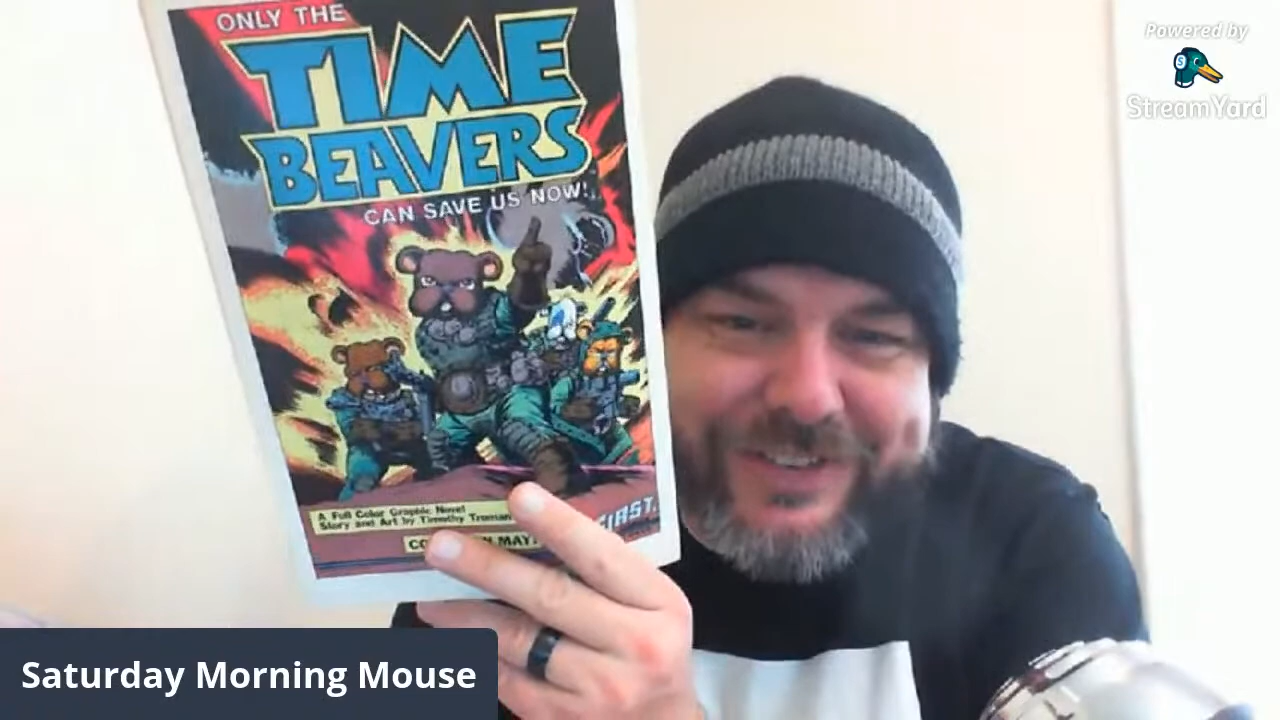 ONLY THE
TIME
BEAVERS
CAN SAVE US NOW!
A Full Color Graphic Novel
Story and Art by Timothy Truman
MAY
FIRST.
Powered by
S
StreamYard
Saturday Morning Mouse